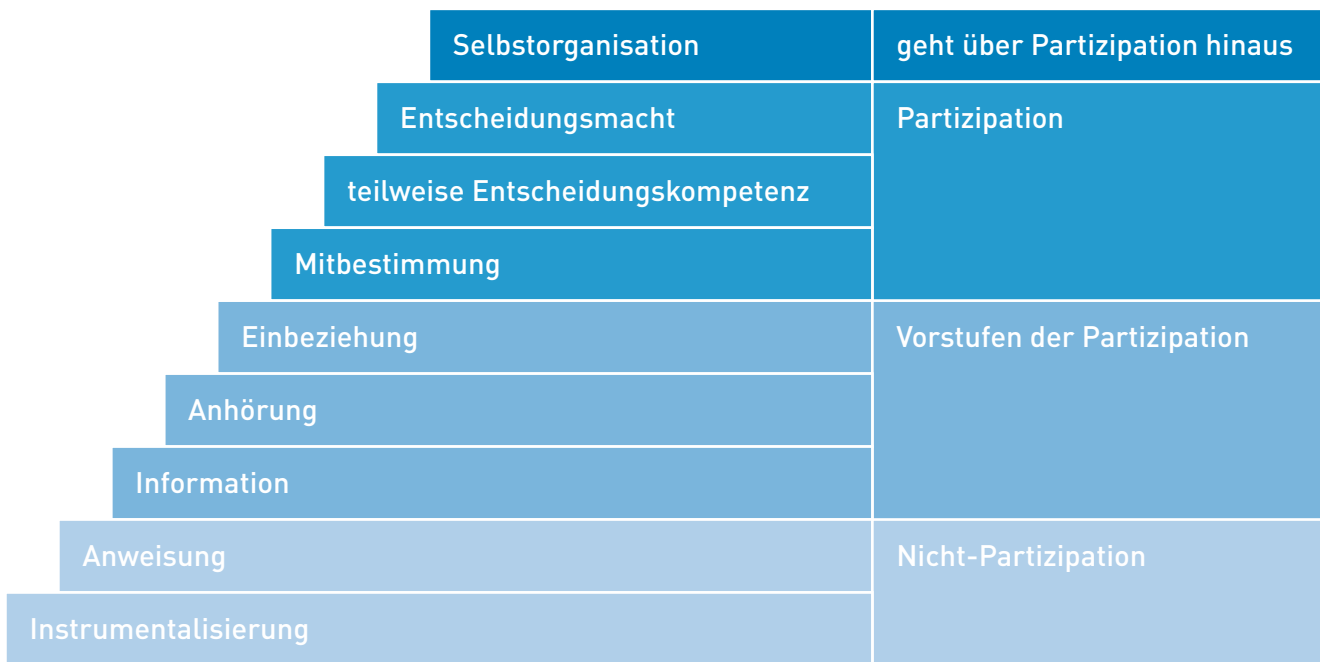 Selbstorganisation
geht über Partizipation hinaus
Entscheidungsmacht
Partizipation
teilweise Entscheidungskompetenz
Mitbestimmung
Einbeziehung
Vorstufen der Partizipation
Anhörung
Information
Anweisung
Nicht-Partizipation
Instrumentalisierung